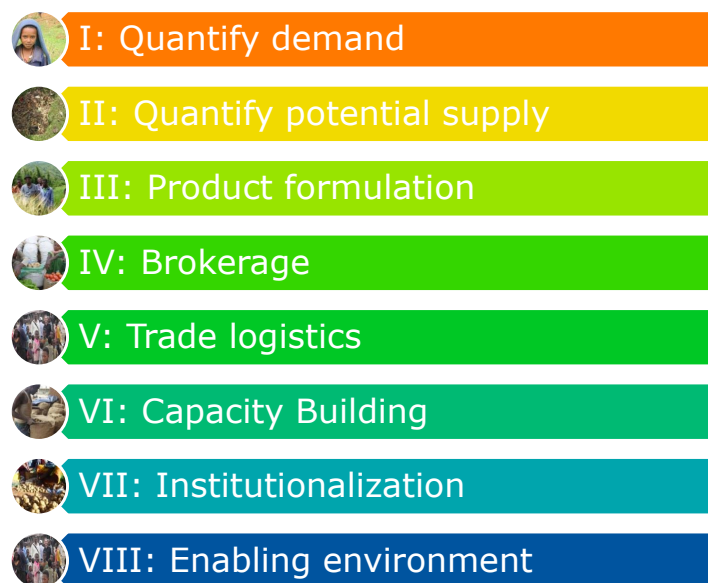 I: Quantify demand
II: Quantify potential supply
III: Product formulation
IV: Brokerage
V: Trade logistics
VI: Capacity Building
VII: Institutionalization
VIII: Enabling environment